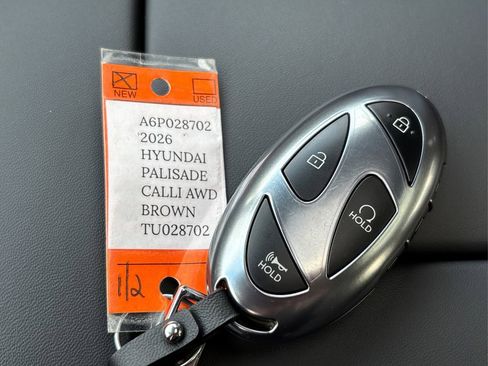 NEW USED
A6P028702
2026
HYUNDAI
PALISADE
CALLI AWD
BROWN
TU028702
1/2
HOLD
HOLD